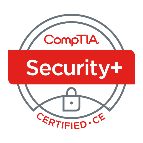 CompTIA
Security+
CERTIFIED • CE